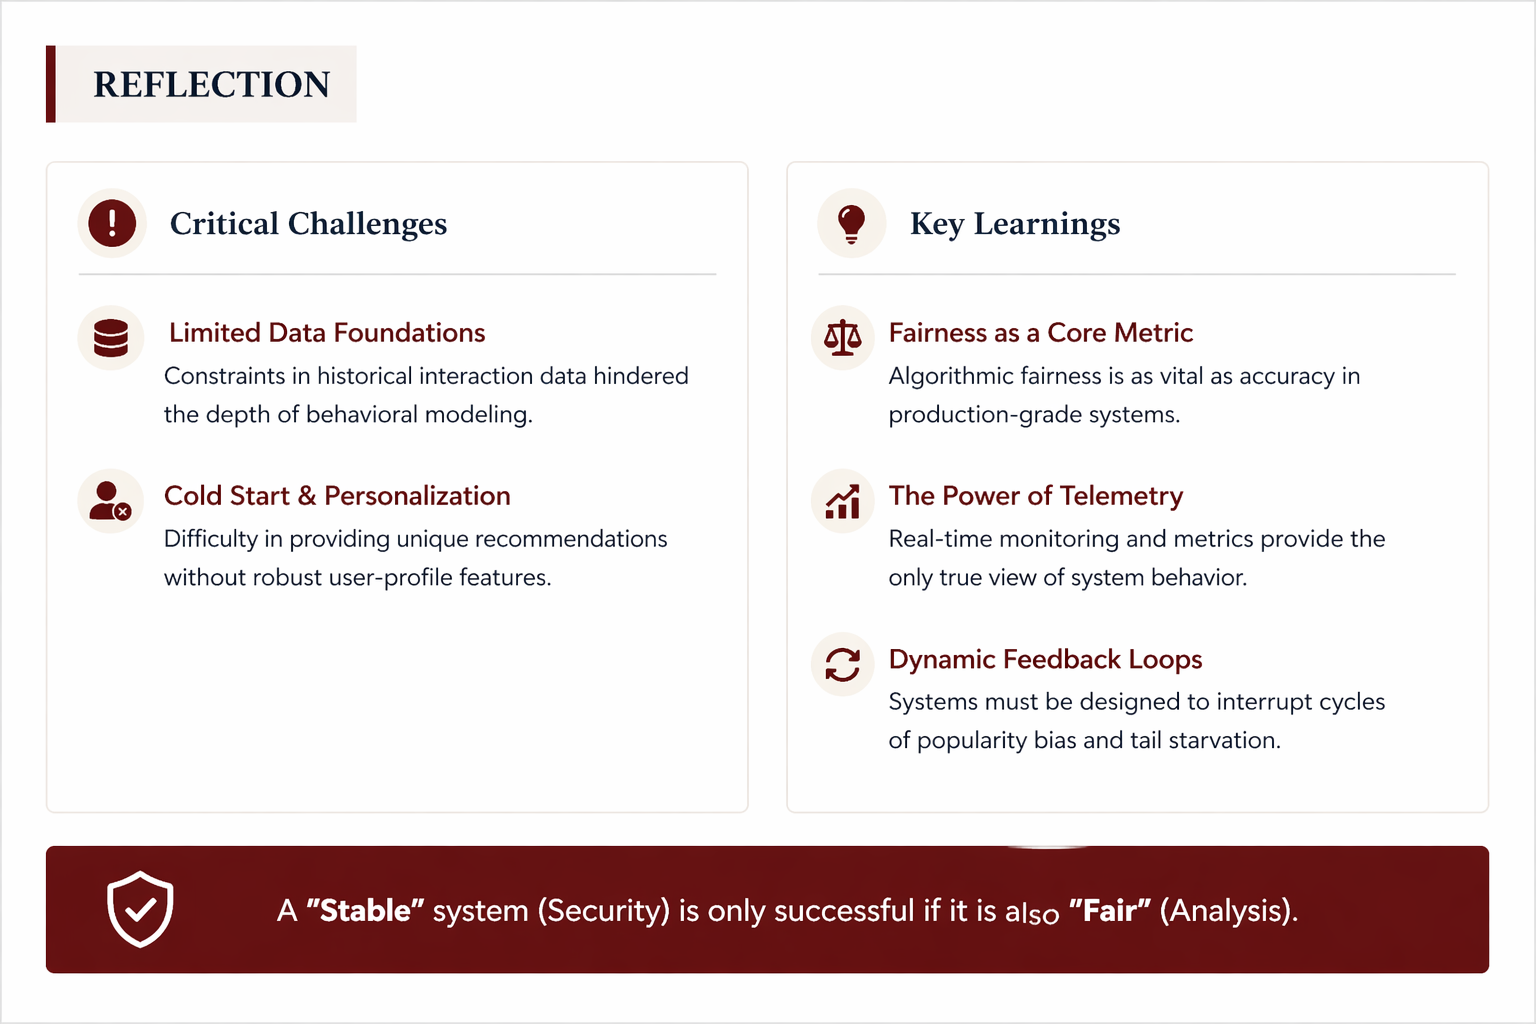 REFLECTION
Critical Challenges
Limited Data Foundations
Constraints in historical interaction data hindered
the depth of behavioral modeling.
Cold Start & Personalization
Difficulty in providing unique recommendations
without robust user-profile features.
Key Learnings
Fairness as a Core Metric
Algorithmic fairness is as vital as accuracy in
production-grade systems.
The Power of Telemetry
Real-time monitoring and metrics provide the
only true view of system behavior.
Dynamic Feedback Loops
Systems must be designed to interrupt cycles
of popularity bias and tail starvation.
A "Stable" system (Security) is only successful if it is also "Fair" (Analysis).